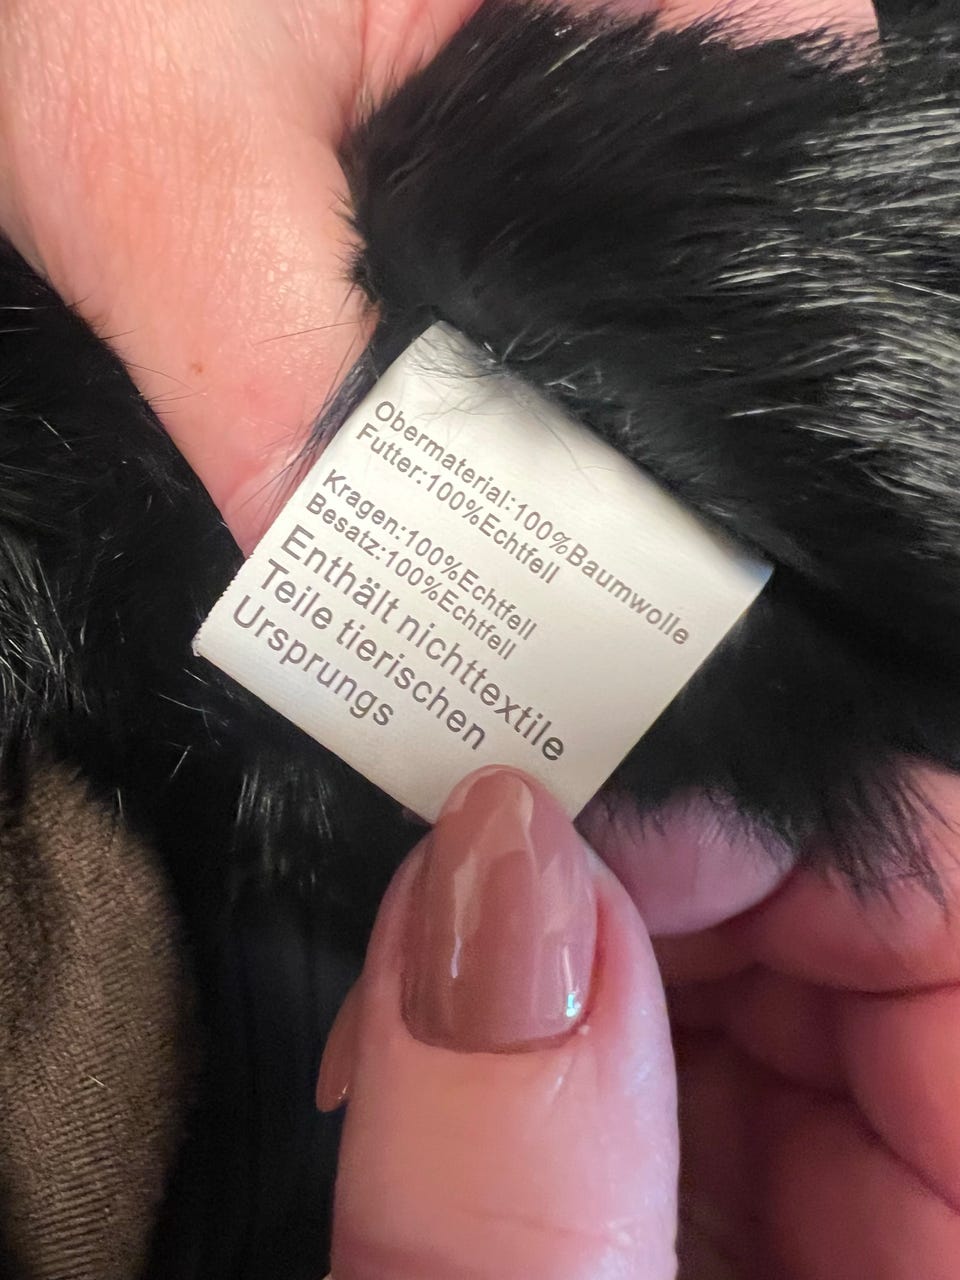 Obermaterial:100%Baumwolle
Futter:100%Echtfell
Kragen:100%Echtfell
Besatz:100%Echtfell
Enthält nichttextile
Teile tierischen
Ursprungs